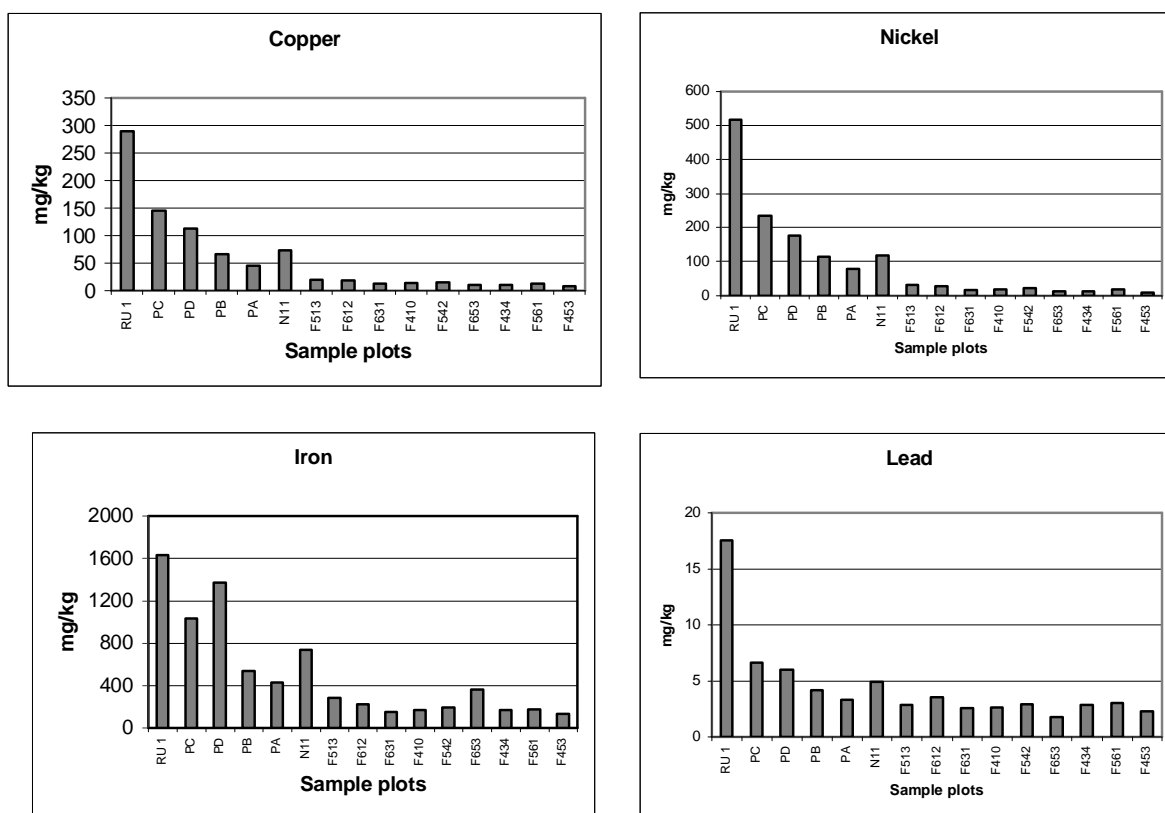 Copper
350
300
250
200
150
100
50
0
mg/kg
RU 1 PC PD PB PA N11 F513 F612 F631 F410 F542 F653 F434 F561 F453
Sample plots
Nickel
600
500
400
300
200
100
0
mg/kg
RU 1 PC PD PB PA N11 F513 F612 F631 F410 F542 F653 F434 F561 F453
Sample plots
Iron
2000
1600
1200
800
400
0
mg/kg
RU 1 PC PD PB PA N11 F513 F612 F631 F410 F542 F653 F434 F561 F453
Sample plots
Lead
20
15
10
5
0
mg/kg
RU 1 PC PD PB PA N11 F513 F612 F631 F410 F542 F653 F434 F561 F453
Sample plots